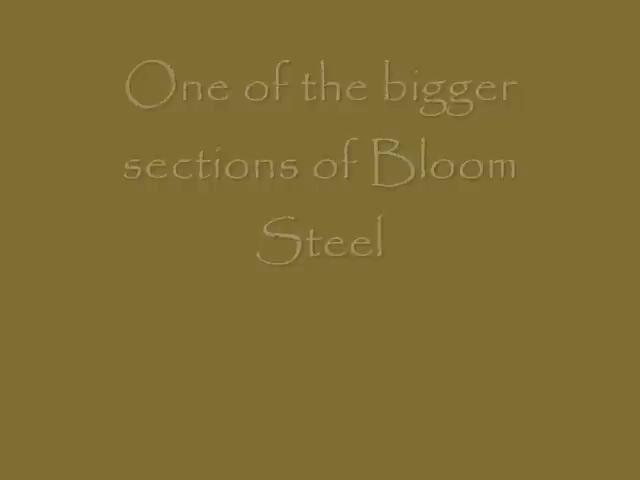 One of the bigger
sections of Bloom
Steel